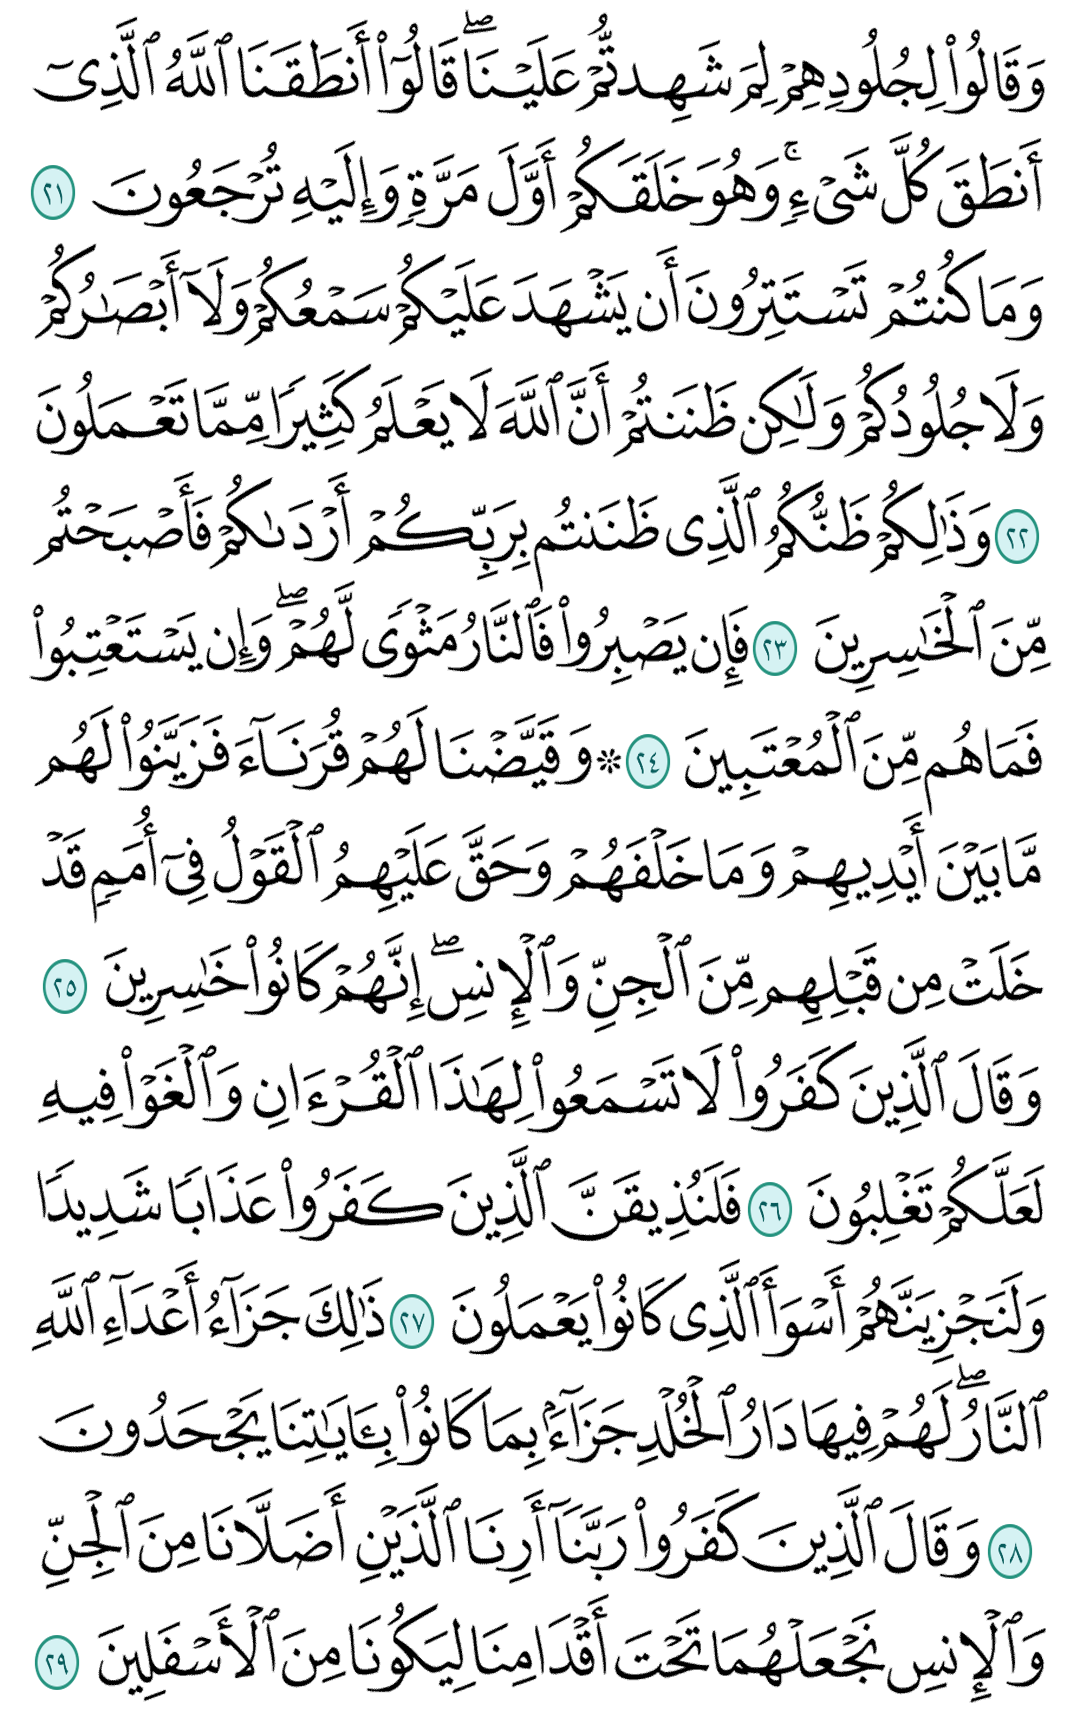 وَقَالُوا۟ لِجُلُودِهِمْ لِمَ شَهِدتُّمْ عَلَيْنَا ۖ قَالُوٓا۟ أَنطَقَنَا ٱللَّهُ ٱلَّذِىٓ
أَنطَقَ كُلَّ شَىْءٍ ۚ وَهُوَ خَلَقَكُمْ أَوَّلَ مَرَّةٍ وَإِلَيْهِ تُرْجَعُونَ ٢١
وَمَا كُنتُمْ تَسْتَتِرُونَ أَن يَشْهَدَ عَلَيْكُمْ سَمْعُكُمْ وَلَآ أَبْصَـٰرُكُمْ
وَلَا جُلُودُكُمْ وَلَـٰكِن ظَنَنتُمْ أَنَّ ٱللَّهَ لَا يَعْلَمُ كَثِيرًا مِّمَّا تَعْمَلُونَ
٢٢ وَذَٰلِكُمْ ظَنُّكُمُ ٱلَّذِى ظَنَنتُم بِرَبِّكُمْ أَرْدَىٰكُمْ فَأَصْبَحْتُم
مِّنَ ٱلْخَـٰسِرِينَ ٢٣ فَإِن يَصْبِرُوا۟ فَٱلنَّارُ مَثْوًى لَّهُمْ ۖ وَإِن يَسْتَعْتِبُوا۟
فَمَا هُم مِّنَ ٱلْمُعْتَبِينَ ٢٤ ۞ وَقَيَّضْنَا لَهُمْ قُرَنَآءَ فَزَيَّنُوا۟ لَهُم
مَّا بَيْنَ أَيْدِيهِمْ وَمَا خَلْفَهُمْ وَحَقَّ عَلَيْهِمُ ٱلْقَوْلُ فِىٓ أُمَمٍ قَدْ
خَلَتْ مِن قَبْلِهِم مِّنَ ٱلْجِنِّ وَٱلْإِنسِ ۖ إِنَّهُمْ كَانُوا۟ خَـٰسِرِينَ ٢٥
وَقَالَ ٱلَّذِينَ كَفَرُوا۟ لَا تَسْمَعُوا۟ لِهَـٰذَا ٱلْقُرْءَانِ وَٱلْغَوْا۟ فِيهِ
لَعَلَّكُمْ تَغْلِبُونَ ٢٦ فَلَنُذِيقَنَّ ٱلَّذِينَ كَفَرُوا۟ عَذَابًا شَدِيدًا
وَلَنَجْزِيَنَّهُمْ أَسْوَأَ ٱلَّذِى كَانُوا۟ يَعْمَلُونَ ٢٧ ذَٰلِكَ جَزَآءُ أَعْدَآءِ ٱللَّهِ
ٱلنَّارُ ۖ لَهُمْ فِيهَا دَارُ ٱلْخُلْدِ جَزَآءًۢ بِمَا كَانُوا۟ بِـَٔايَـٰتِنَا يَجْحَدُونَ
٢٨ وَقَالَ ٱلَّذِينَ كَفَرُوا۟ رَبَّنَآ أَرِنَا ٱلَّذَيْنِ أَضَلَّانَا مِنَ ٱلْجِنِّ
وَٱلْإِنسِ نَجْعَلْهُمَا تَحْتَ أَقْدَامِنَا لِيَكُونَا مِنَ ٱلْأَسْفَلِينَ ٢٩